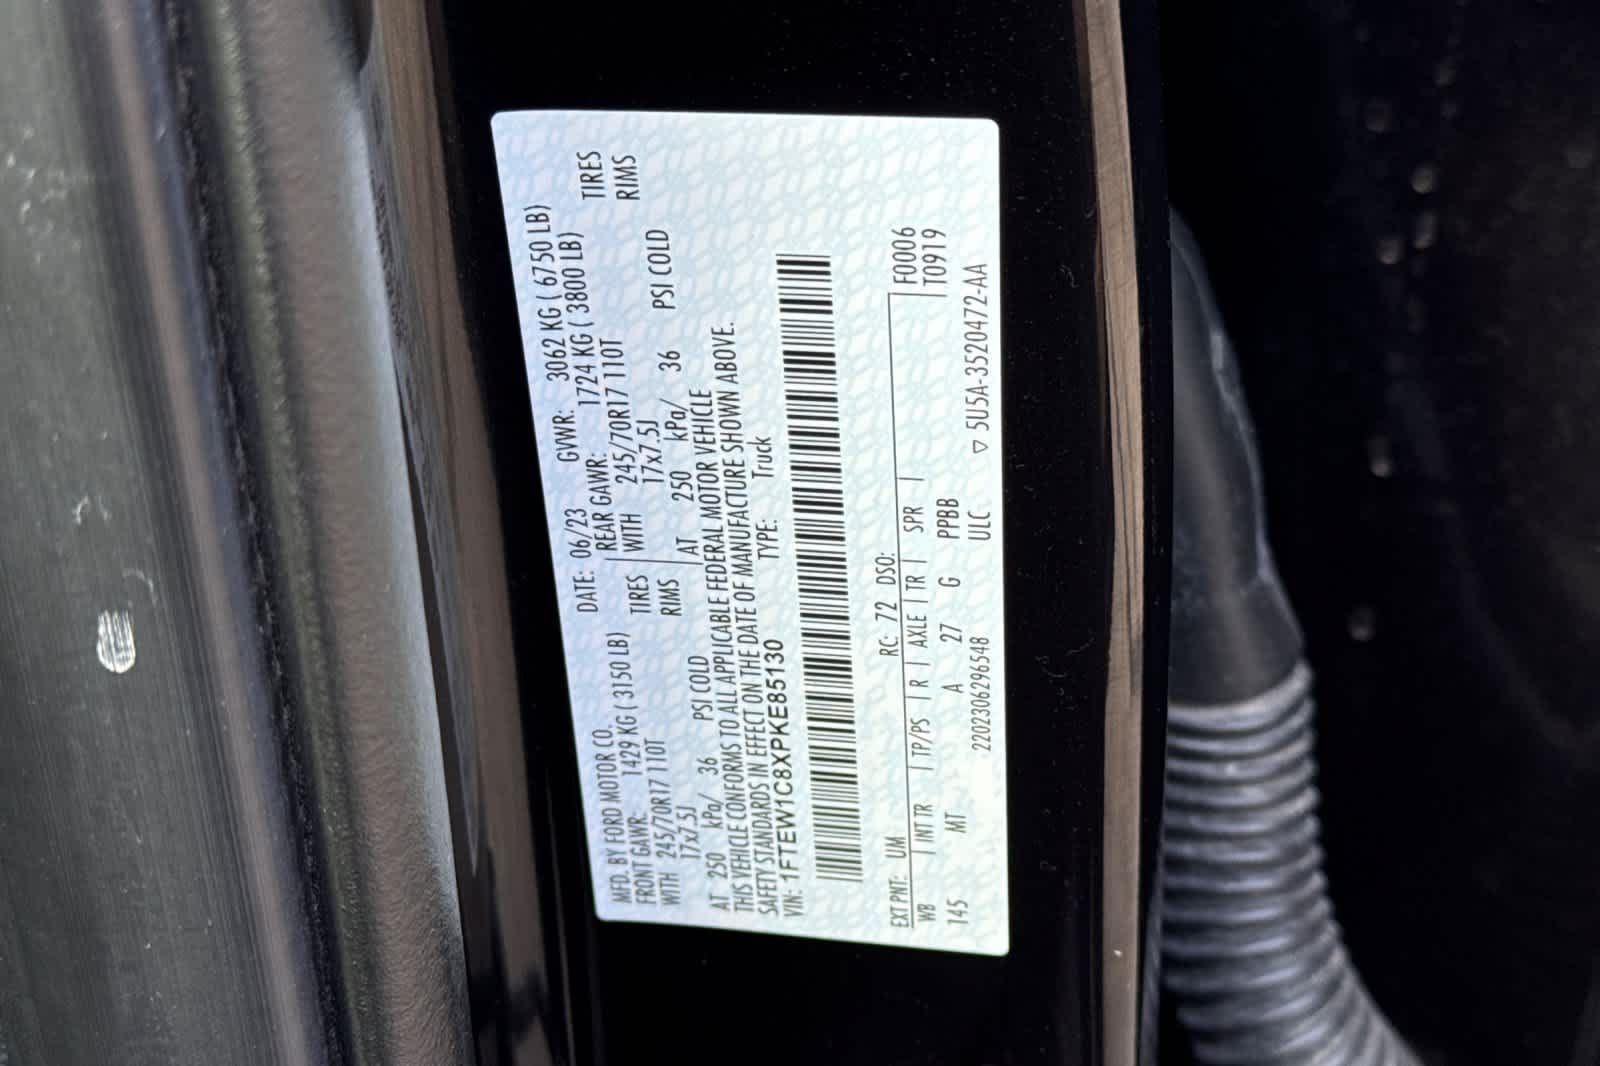 MFD. BY FORD MOTOR CO.
DATE: 06/23 GVWR: 3062 KG ( 6750 LB)
FRONT GAWR: 1429 KG ( 3150 LB) REAR GAWR: 1724 KG ( 3800 LB)
WITH 245/70R17 110T TIRES WITH 245/70R17 110T TIRES
17x7.5J RIMS 17x7.5J RIMS
AT 250 kPa/ 36 PSI COLD AT 250 kPa/ 36 PSI COLD
THIS VEHICLE CONFORMS TO ALL APPLICABLE FEDERAL MOTOR VEHICLE
SAFETY STANDARDS IN EFFECT ON THE DATE OF MANUFACTURE SHOWN ABOVE.
VIN: 1FTEW1C8XPKE85130 TYPE: Truck
EXT PNT: UM RC: 72 DSO: F0006
WB INT TR TP/PS R AXLE TR SPR T0919
145 MT A 27 G PPBB
220230629654​8 ULC ▽ 5U5A-3520472-AA